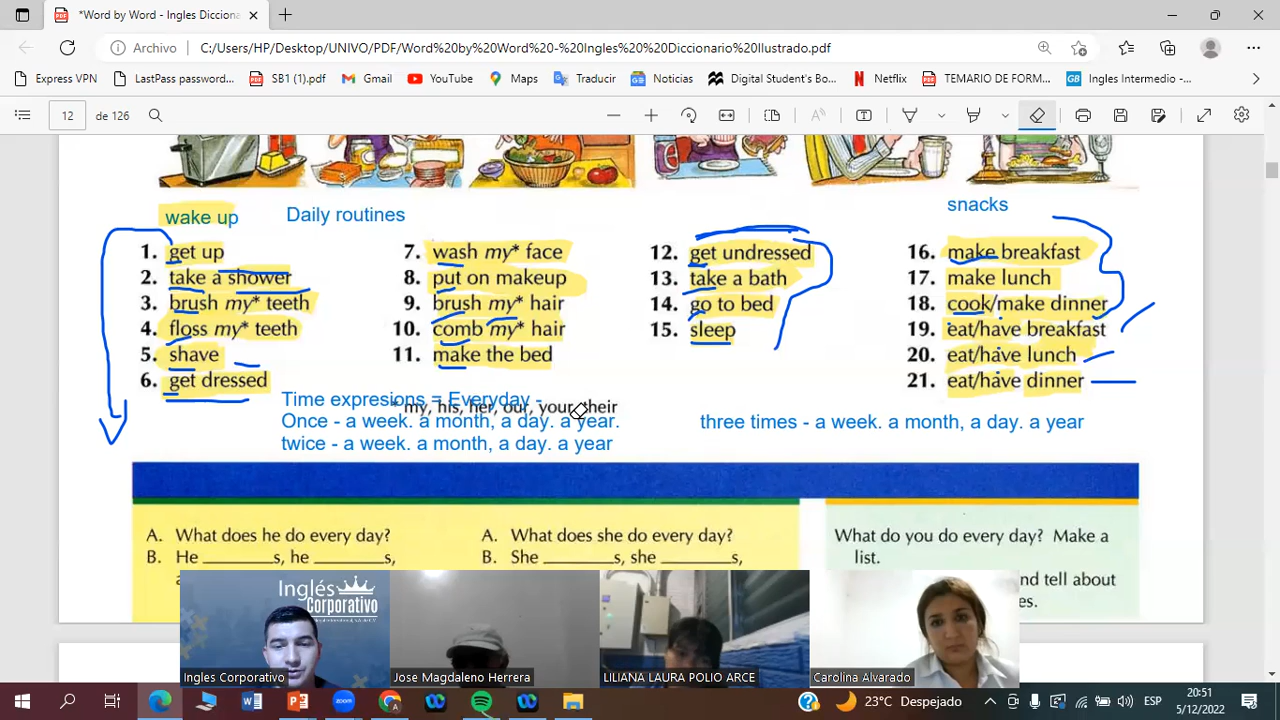 *Word by Word - Ingles Dicciona
C:/Users/HP/Desktop/UNIVO/PDF/Word%20by%20Word%20-%20Ingles%20%20Diccionario%20Ilustrado.pdf
Archivo
Express VPN
LastPass password...
SB1 (1).pdf
Gmail
YouTube
Maps
Traducir
Noticias
Digital Student's Bo...
Netflix
TEMARIO DE FORM...
Ingles Intermedio -...
12 de 126
wake up
Daily routines
snacks
1. get up
2. take a shower
3. brush my* teeth
4. floss my* teeth
5. shave
6. get dressed
7. wash my* face
8. put on makeup
9. brush my* hair
10. comb my* hair
11. make the bed
12. get undressed
13. take a bath
14. go to bed
15. sleep
16. make breakfast
17. make lunch
18. cook/make dinner
19. eat/have breakfast
20. eat/have lunch
21. eat/have dinner
Time expresions = Everyday -
* my, his, her, our, your, their
Once - a week. a month, a day. a year.
twice - a week. a month, a day. a year
three times - a week. a month, a day. a year
A. What does he do every day?
B. He ________s, he ________s,
A. What does she do every day?
B. She ________s, she ________s,
What do you do every day? Make a
list.
nd tell about
es.
Inglés
Corporativo
Ingles Corporativo
Jose Magdaleno Herrera
LILIANA LAURA POLIO ARCE
Carolina Alvarado
23°C Despejado
ESP
20:51
5/12/2022